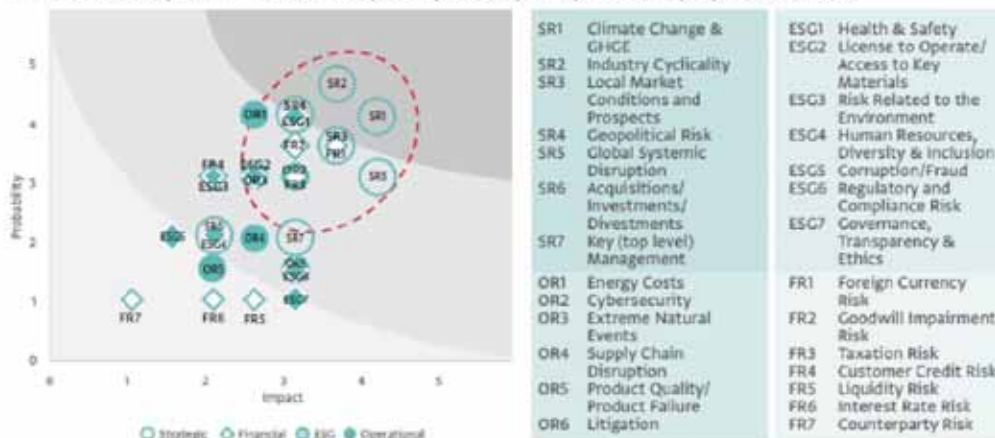 5
4
3
2
1
0
Probability
0
1
2
3
4
5
Impact
SR2
SR1
OR1
SR4
ESG1
SR3
FR1
FR2
SR5
FR4
ESG3
ESG2
OR3
ESG5
ESG4
OR4
SR7
OR5
ESG6
ESG7
FR7
FR6
FR5
Strategic
Financial
ESG
Operational
SR1 Climate Change &
GHGE
SR2 Industry Cyclicality
SR3 Local Market
Conditions and
Prospects
SR4 Geopolitical Risk
SR5 Global Systemic
Disruption
SR6 Acquisitions/
Investments/
Divestments
SR7 Key (top level)
Management
OR1 Energy Costs
OR2 Cybersecurity
OR3 Extreme Natural
Events
OR4 Supply Chain
Disruption
OR5 Product Quality/
Product Failure
OR6 Litigation
ESG1 Health & Safety
ESG2 License to Operate/
Access to Key
Materials
ESG3 Risk Related to the
Environment
ESG4 Human Resources,
Diversity & Inclusion
ESG5 Corruption/Fraud
ESG6 Regulatory and
Compliance Risk
ESG7 Governance,
Transparency &
Ethics
FR1 Foreign Currency
Risk
FR2 Goodwill Impairment
Risk
FR3 Taxation Risk
FR4 Customer Credit Risk
FR5 Liquidity Risk
FR6 Interest Rate Risk
FR7 Counterparty Risk